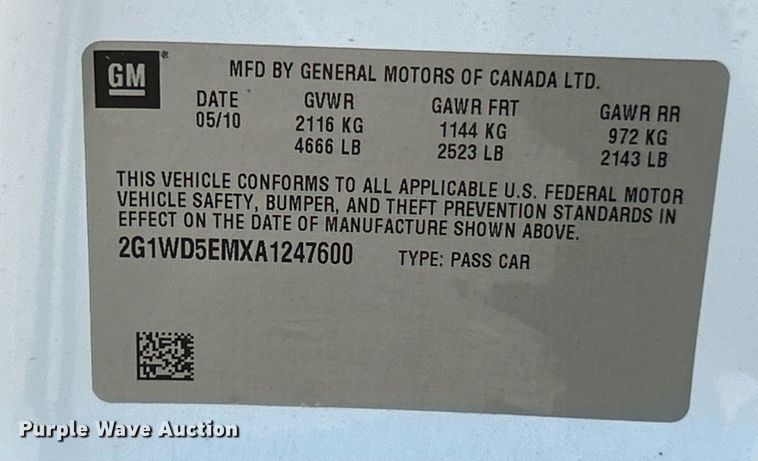 GM
MFD BY GENERAL MOTORS OF CANADA LTD.
DATE GVWR GAWR FRT GAWR RR
05/10 2116 KG 1144 KG 972 KG
4666 LB 2523 LB 2143 LB
THIS VEHICLE CONFORMS TO ALL APPLICABLE U.S. FEDERAL MOTOR
VEHICLE SAFETY, BUMPER, AND THEFT PREVENTION STANDARDS IN
EFFECT ON THE DATE OF MANUFACTURE SHOWN ABOVE.
2G1WD5EMXA1247600 TYPE: PASS CAR
Purple Wave Auction